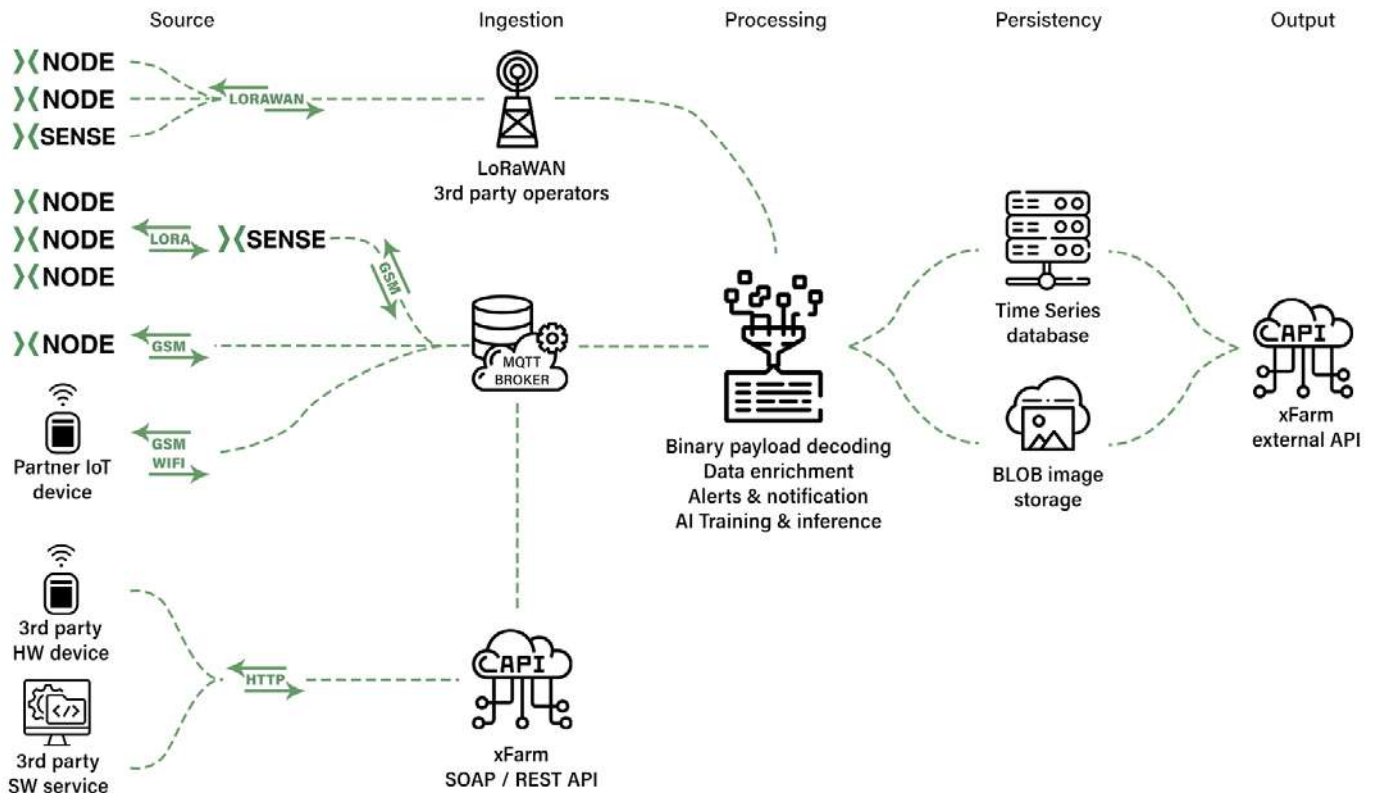 Source
Ingestion
Processing
Persistency
Output
NODE
NODE
SENSE
LORAWAN
LoRaWAN
3rd party operators
NODE
NODE
NODE
LORA
SENSE
GSM
NODE
GSM
MQTT
BROKER
Partner IoT
device
GSM
WIFI
Binary payload decoding
Data enrichment
Alerts & notification
AI Training & inference
Time Series
database
BLOB image
storage
API
xFarm
external API
3rd party
HW device
3rd party
SW service
HTTP
API
xFarm
SOAP / REST API